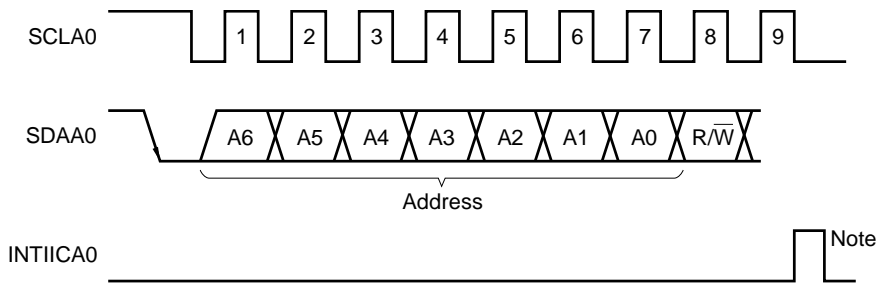 SCLA0 1 2 3 4 5 6 7 8 9
SDAA0 A6 A5 A4 A3 A2 A1 A0 R/W̅
Address
INTIICA0 Note